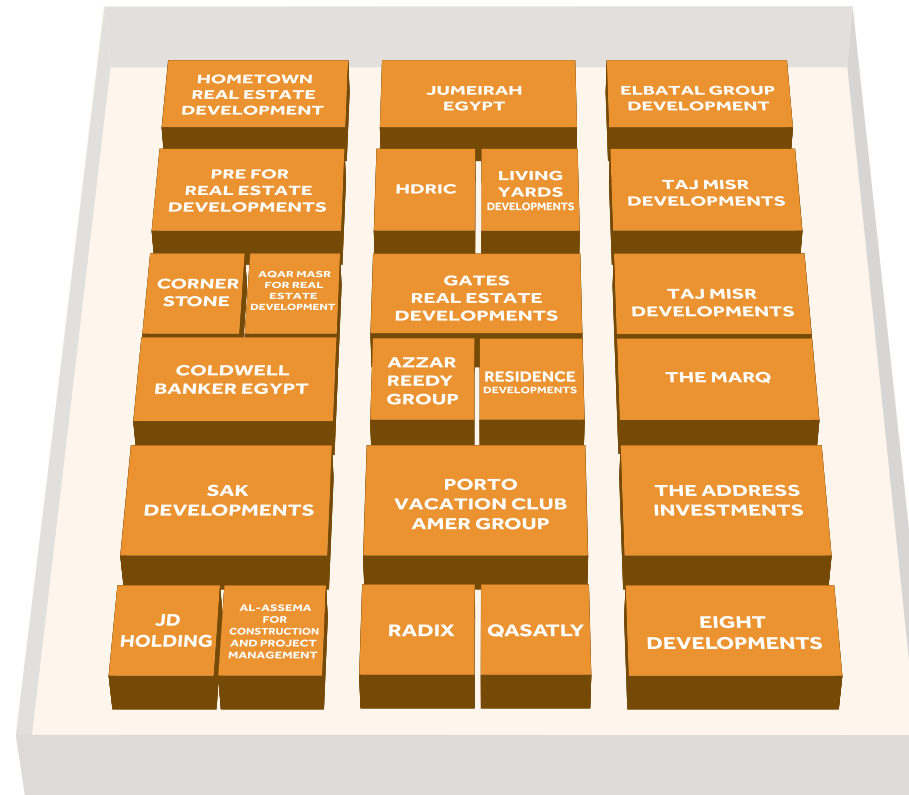 HOMETOWN
REAL ESTATE
DEVELOPMENT
JUMEIRAH
EGYPT
ELBATAL GROUP
DEVELOPMENT
PRE FOR
REAL ESTATE
DEVELOPMENTS
HDRIC
LIVING
YARDS
DEVELOPMENTS
TAJ MISR
DEVELOPMENTS
CORNER
STONE
AQAR MASR
FOR REAL
ESTATE
DEVELOPMENT
GATES
REAL ESTATE
DEVELOPMENTS
TAJ MISR
DEVELOPMENTS
COLDWELL
BANKER EGYPT
AZZAR
REEDY
GROUP
RESIDENCE
DEVELOPMENTS
THE MARQ
SAK
DEVELOPMENTS
PORTO
VACATION CLUB
AMER GROUP
THE ADDRESS
INVESTMENTS
JD
HOLDING
AL-ASSEMA
FOR
CONSTRUCTION
AND PROJECT
MANAGEMENT
RADIX
QASATLY
EIGHT
DEVELOPMENTS